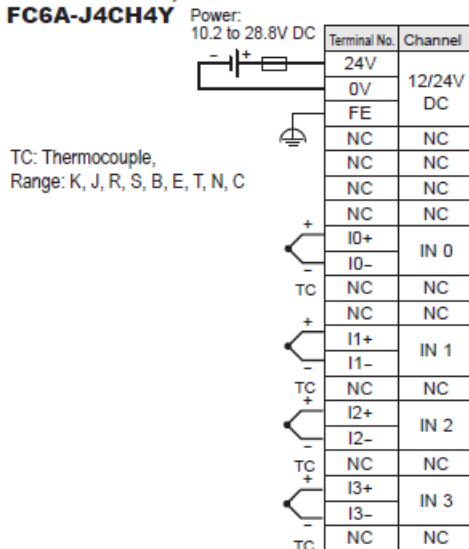 FC6A-J4CH4Y
Power:
10.2 to 28.8V DC
Terminal No. Channel
24V
0V
FE
12/24V
DC
TC: Thermocouple,
Range: K, J, R, S, B, E, T, N, C
NC NC
NC NC
NC NC
NC NC
+
I0+
I0–
IN 0
–
TC
NC NC
NC NC
+
I1+
I1–
IN 1
–
TC
NC NC
+
I2+
I2–
IN 2
–
TC
NC NC
+
I3+
I3–
IN 3
–
TC
NC NC
– +